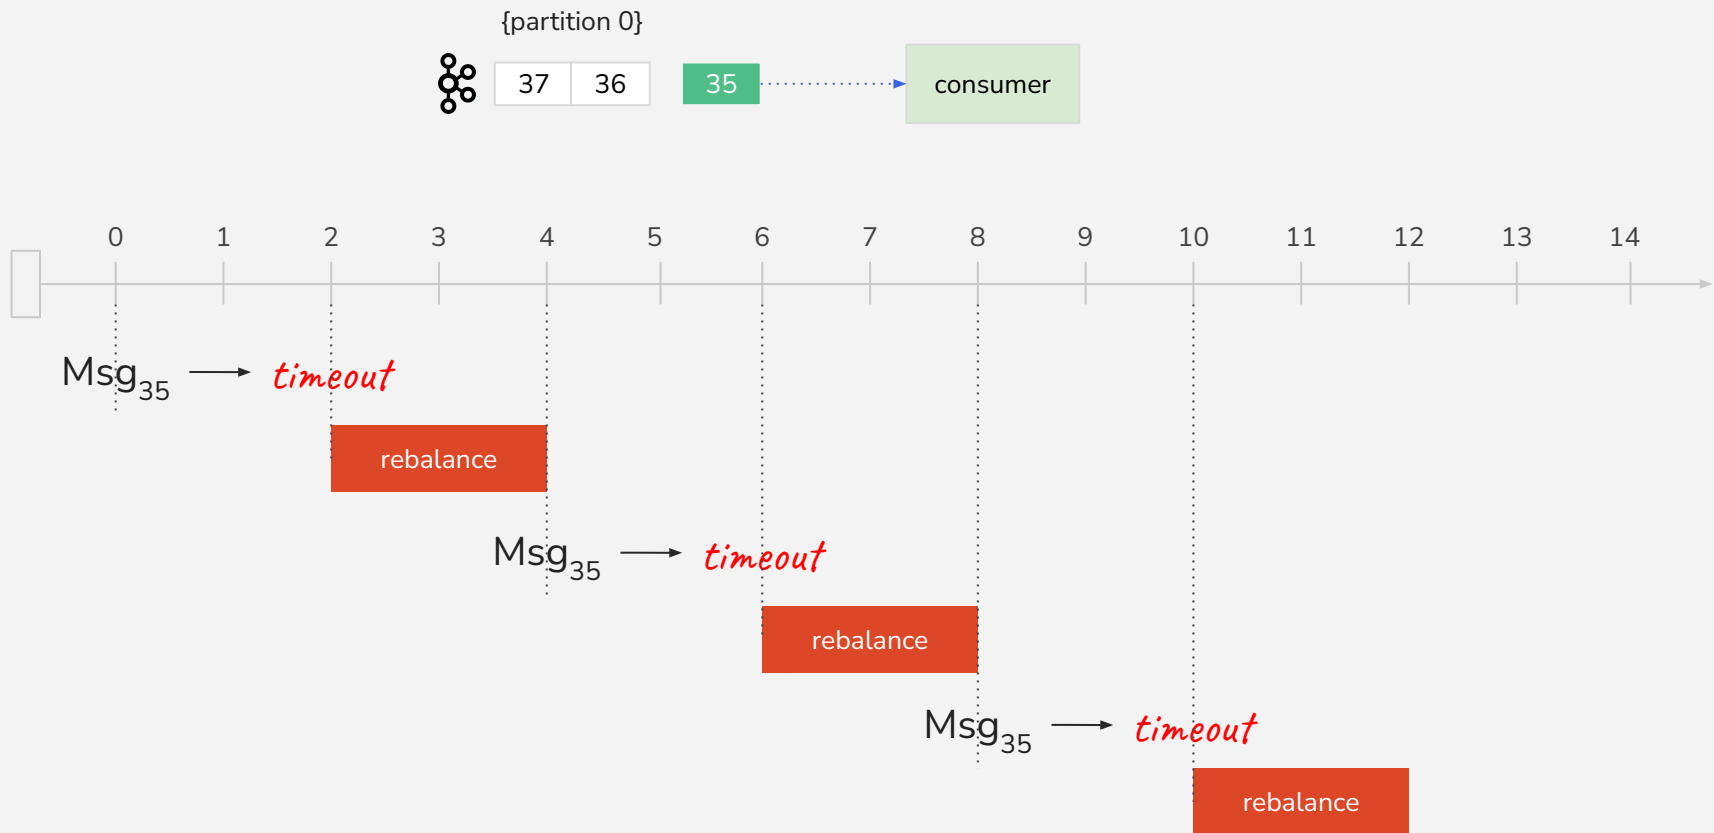 {partition 0}
37 36 35 consumer
0 1 2 3 4 5 6 7 8 9 10 11 12 13 14
Msg35 timeout
rebalance
Msg35 timeout
rebalance
Msg35 timeout
rebalance